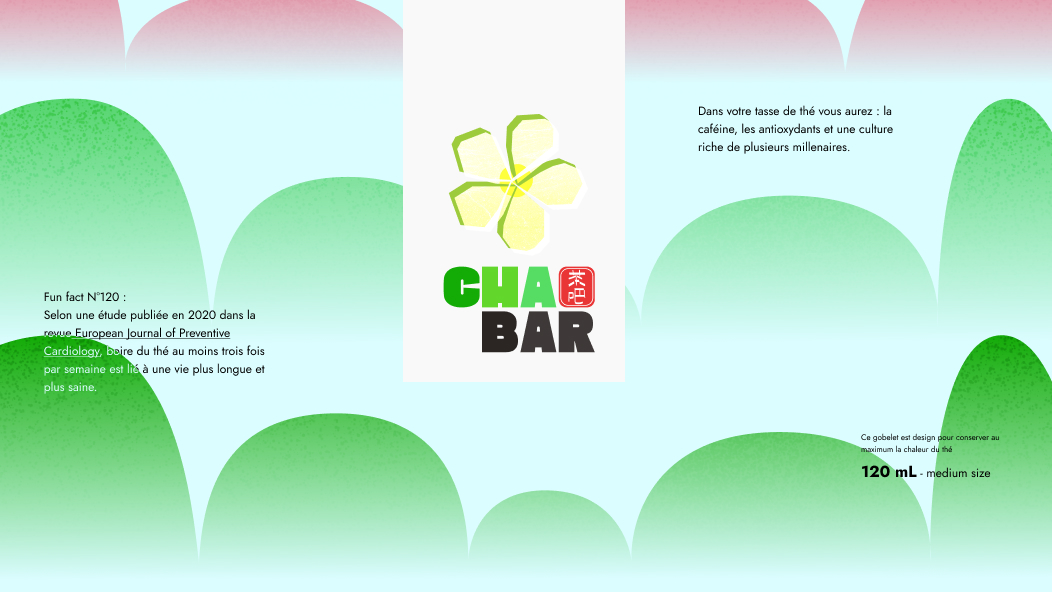 Dans votre tasse de thé vous aurez : la
caféine, les antioxydants et une culture
riche de plusieurs millenaires.
CHA
茶吧
BAR
Fun fact N°120 :
Selon une étude publiée en 2020 dans la
revue European Journal of Preventive
Cardiology, boire du thé au moins trois fois
par semaine est lié à une vie plus longue et
plus saine.
Ce gobelet est design pour conserver au
maximum la chaleur du thé
120 mL - medium size